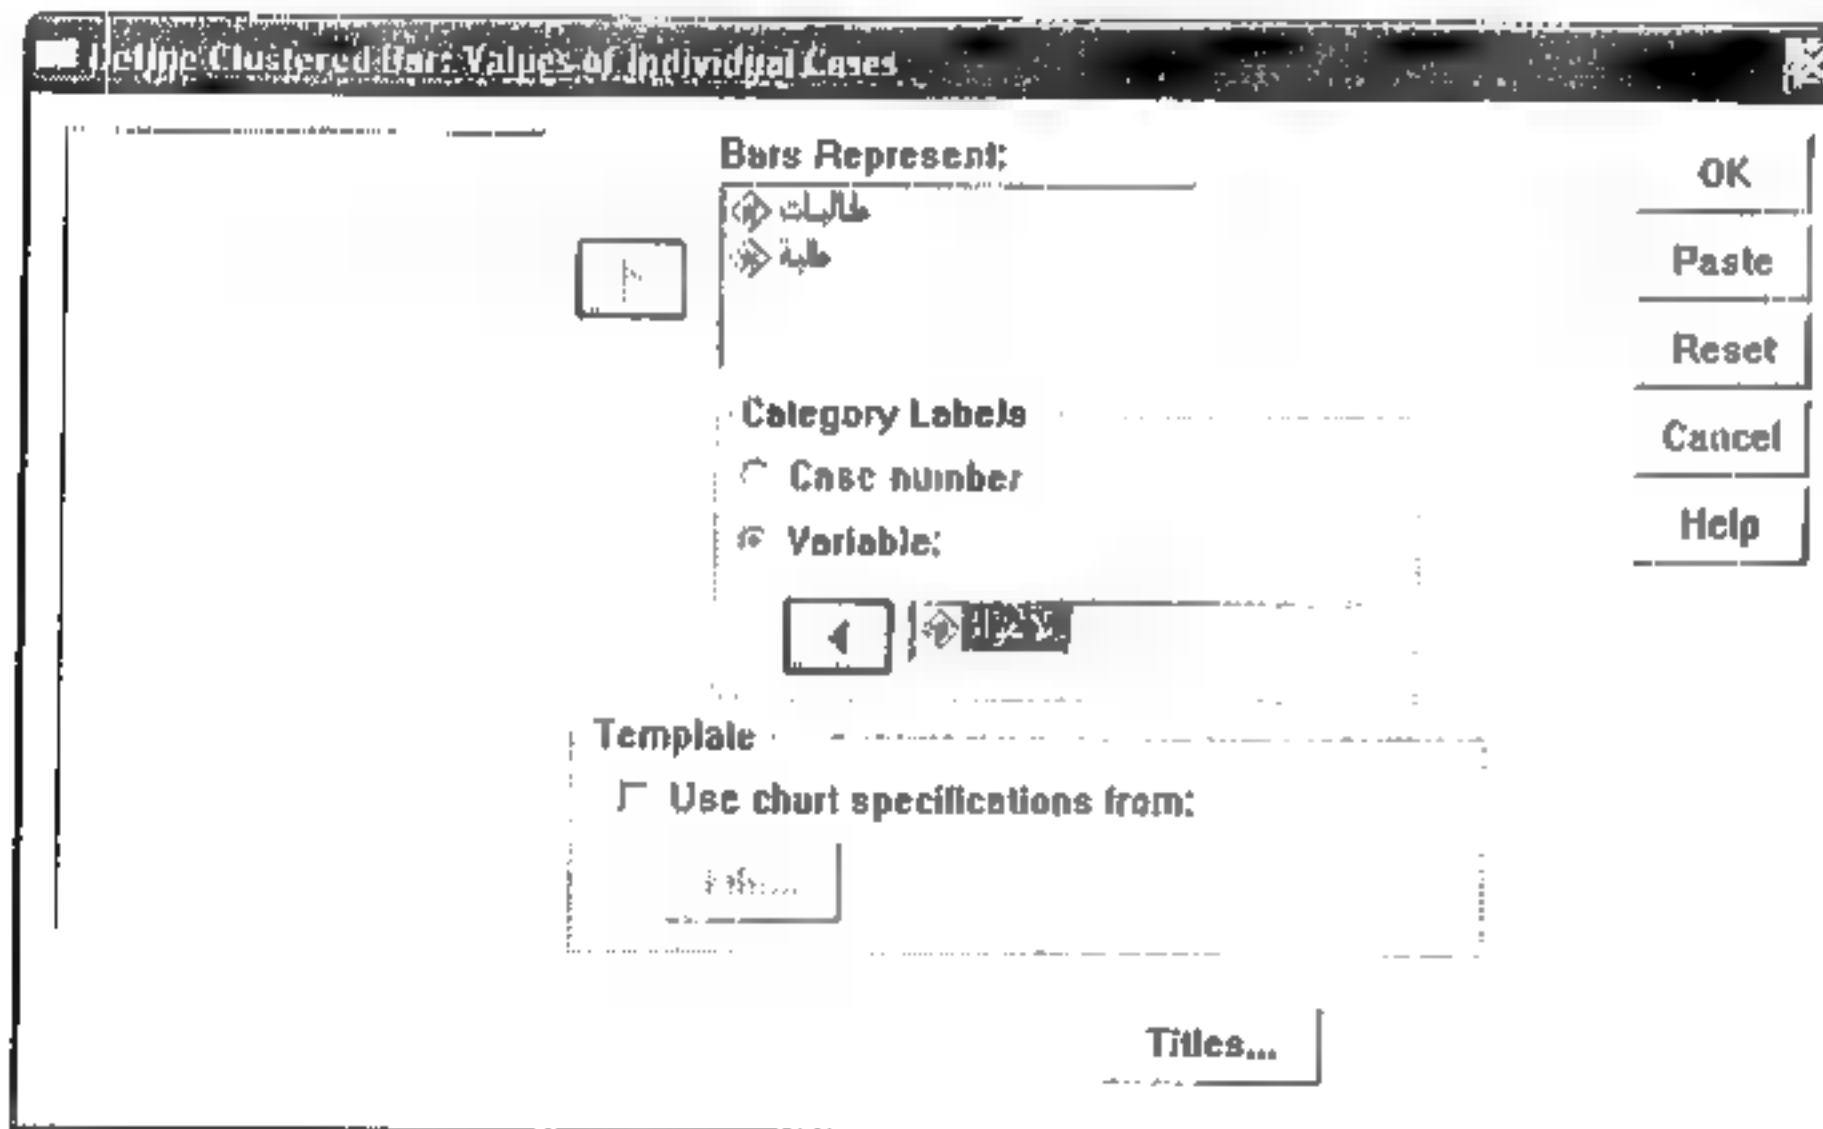 Define Clustered Bar: Values of Individual Cases
Bars Represent:
طالبات
طلبة
Category Labels
Case number
Variable:
Template
Use chart specifications from:
File...
Titles...
OK
Paste
Reset
Cancel
Help